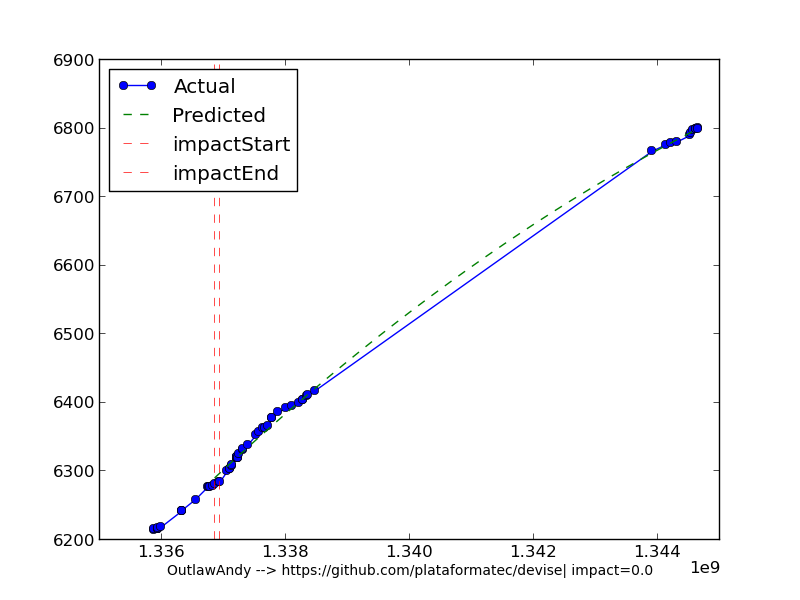 6900
6800
6700
6600
6500
6400
6300
6200
Actual
Predicted
impactStart
impactEnd
1.336 1.338 1.340 1.342 1.344
1e9
OutlawAndy --> https://github.com/plataformatec/devise| impact=0.0